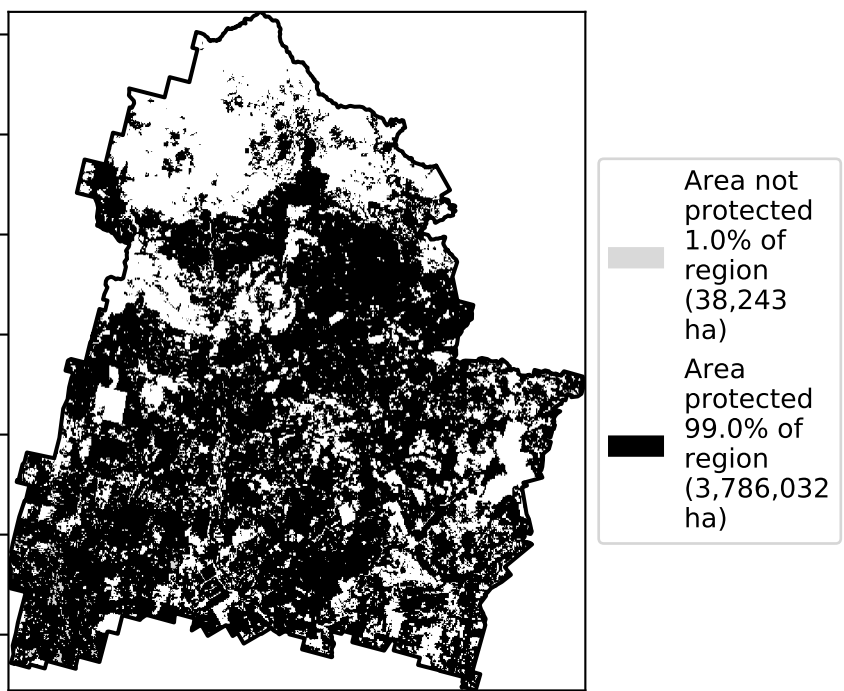 Area not
protected
1.0% of
region
(38,243
ha)
Area
protected
99.0% of
region
(3,786,032
ha)